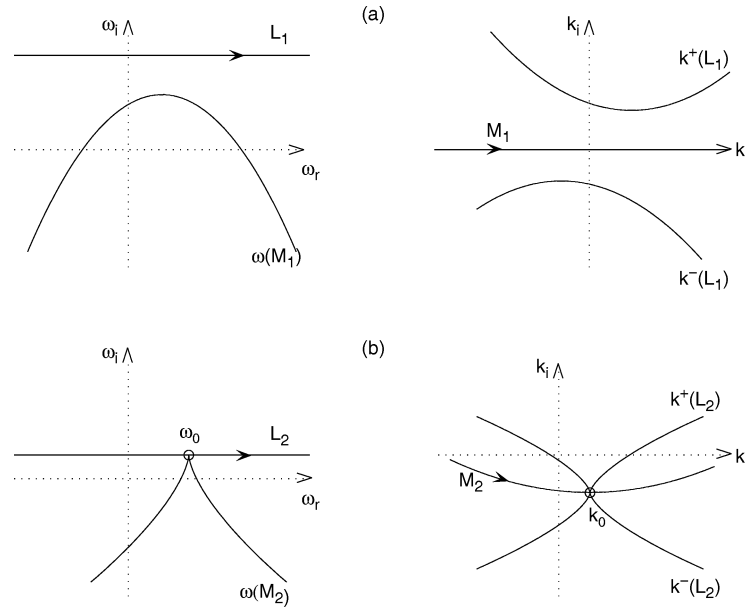 (a)
ωi
L1
ωr
ω(M1)
ki
k+(L1)
M1
k
k−(L1)
(b)
ωi
ω0
L2
ωr
ω(M2)
ki
k+(L2)
k
M2
k0
k−(L2)